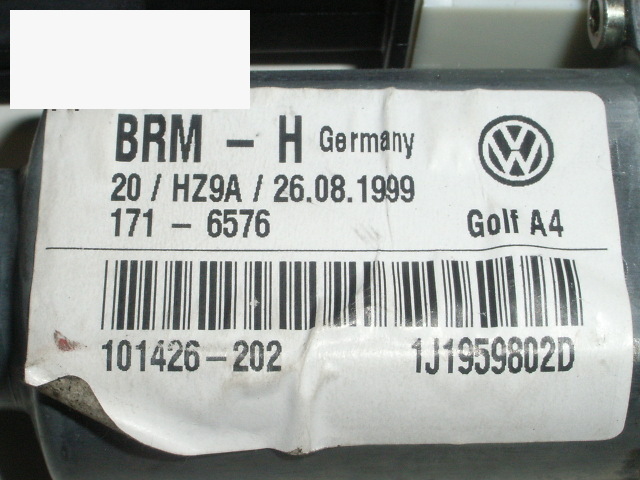 BRM - H Germany
20 / HZ9A / 26.08.1999
171 - 6576 Golf A4
101426-202 1J1959802D